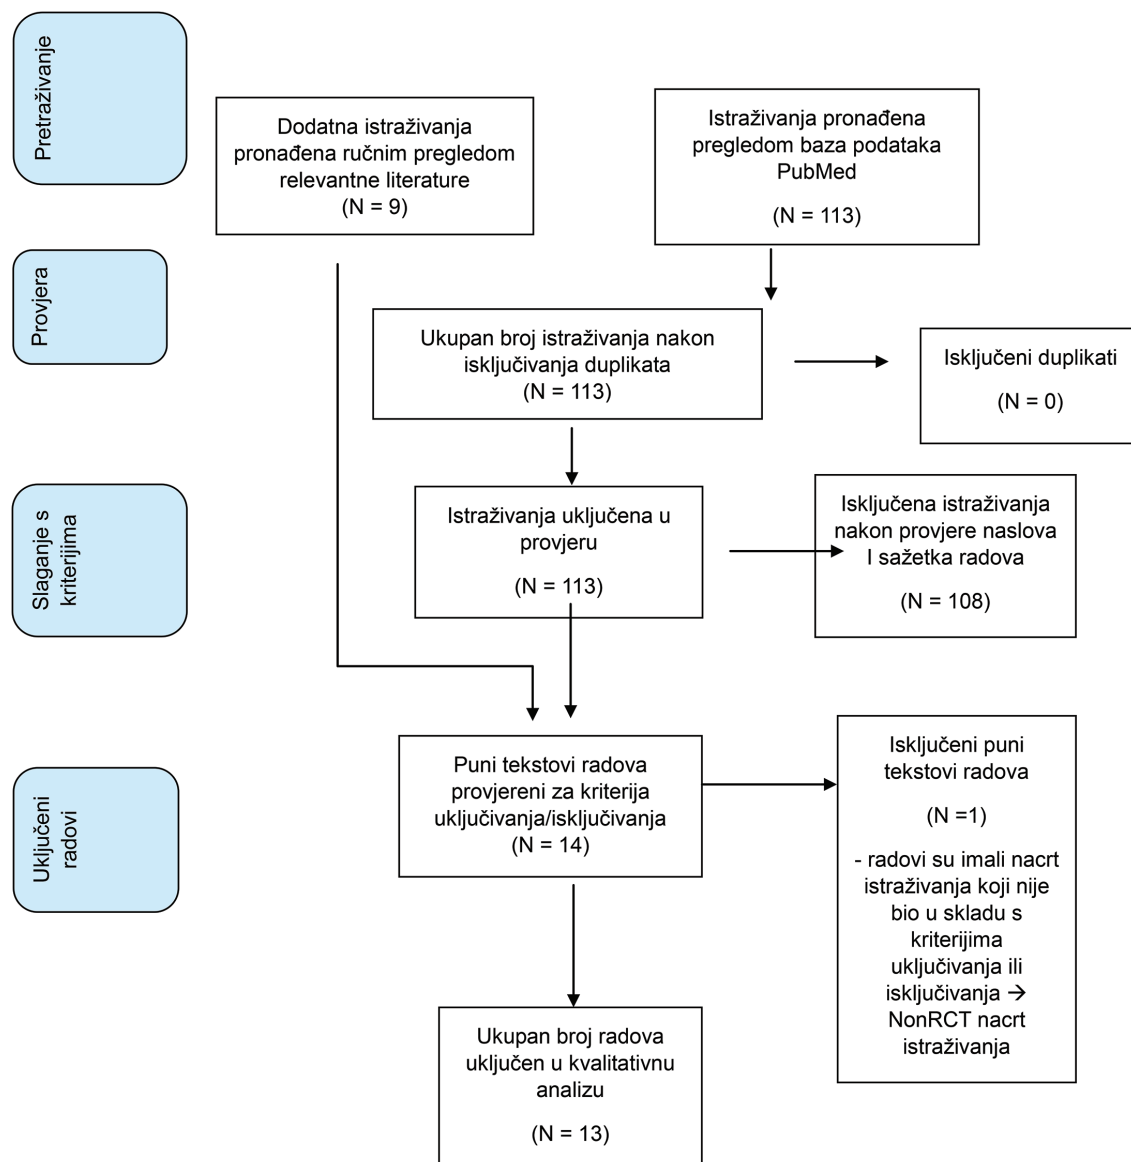 Pretraživanje
Dodatna istraživanja
pronađena ručnim pregledom
relevantne literature
(N = 9)
Istraživanja pronađena
pregledom baza podataka
PubMed
(N = 113)
Provjera
Ukupan broj istraživanja nakon
isključivanja duplikata
(N = 113)
Isključeni duplikati
(N = 0)
Slaganje s
kriterijima
Istraživanja uključena u
provjeru
(N = 113)
Isključena istraživanja
nakon provjere naslova
I sažetka radova
(N = 108)
Uključeni
radovi
Puni tekstovi radova
provjereni za kriterija
uključivanja/isključivanja
(N = 14)
Isključeni puni
tekstovi radova
(N =1)
- radovi su imali nacrt
istraživanja koji nije
bio u skladu s
kriterijima
uključivanja ili
isključivanja →
NonRCT nacrt
istraživanja
Ukupan broj radova
uključen u kvalitativnu
analizu
(N = 13)